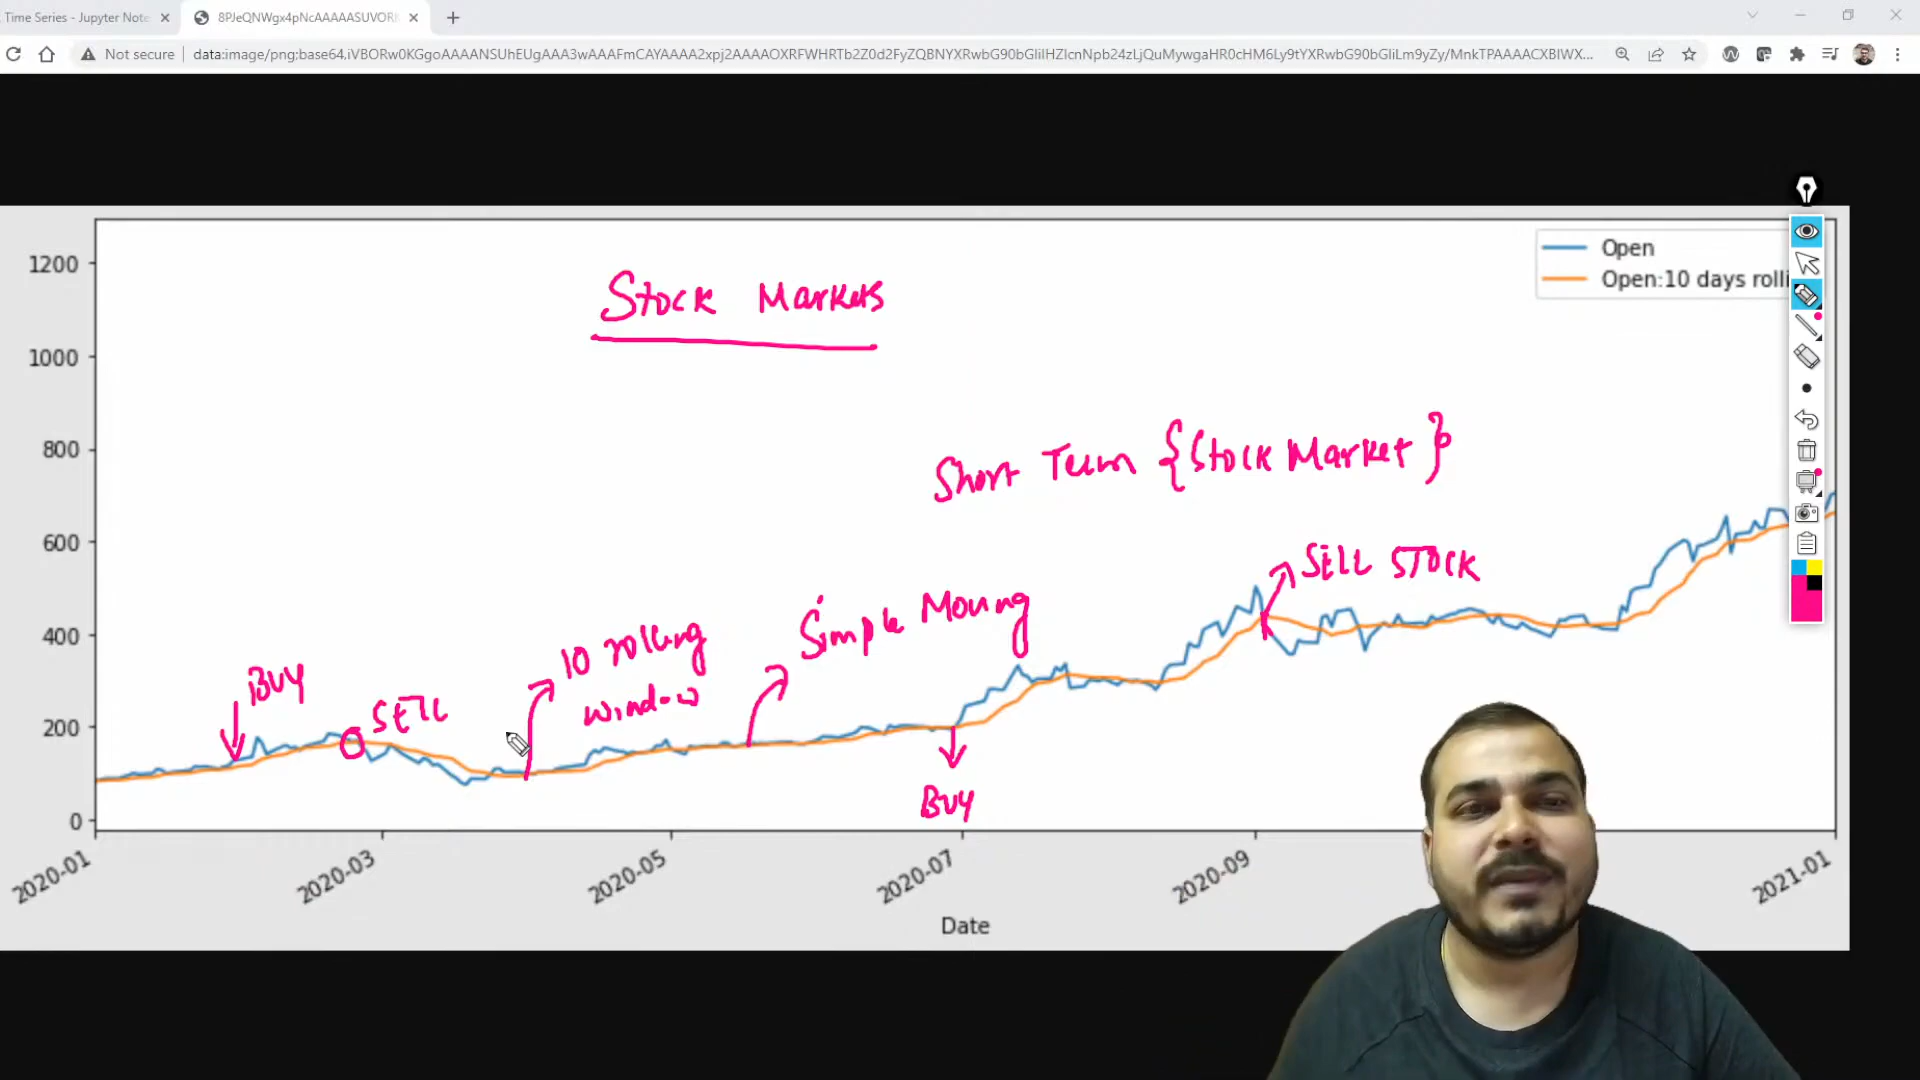 Time Series - Jupyter Note
8PJeQNWgx4pNcAAAAASUVORK
Not secure
data:image/png;base64,iVBORw0KGgoAAAANSUhEUgAAA3wAAAFmCAYAAAA2xpj2AAAAOXRFWHRTb2Z0d2FyZQBNYXRwbG90bGliIHZlcnNpb24zLjQuMywgaHR0cHM6Ly9tYXRwbG90bGliLm9yZy/MnkTPAAAACXBIWX...
Open
Open:10 days rolli
1200
1000
800
600
400
200
0
Stock Markets
Short Term {Stock Market}
SELL STOCK
Simple Moving
10 rolling
window
BUY
SELL
BUY
2020-01
2020-03
2020-05
2020-07
2020-09
2021-01
Date